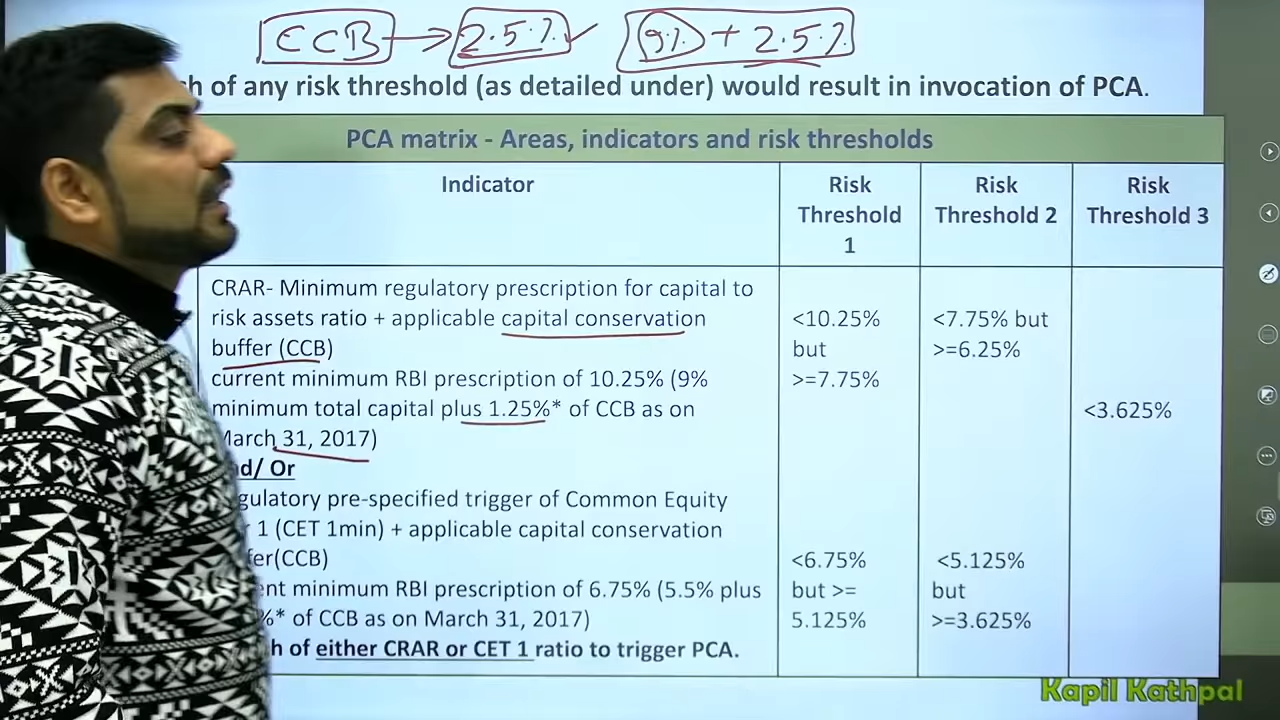 CCB → 2.5% ✓ 9% + 2.5%
h of any risk threshold (as detailed under) would result in invocation of PCA.
PCA matrix - Areas, indicators and risk thresholds
Indicator
Risk Threshold 1
Risk Threshold 2
Risk Threshold 3
CRAR- Minimum regulatory prescription for capital to
risk assets ratio + applicable capital conservation
buffer (CCB)
current minimum RBI prescription of 10.25% (9%
minimum total capital plus 1.25%* of CCB as on
March 31, 2017)
nd/ Or
gulatory pre-specified trigger of Common Equity
1 (CET 1min) + applicable capital conservation
fer(CCB)
ent minimum RBI prescription of 6.75% (5.5% plus
%* of CCB as on March 31, 2017)
h of either CRAR or CET 1 ratio to trigger PCA.
<10.25%
but
>=7.75%
<6.75%
but >=
5.125%
<7.75% but
>=6.25%
<5.125%
but
>=3.625%
<3.625%
Kapil Kathpal